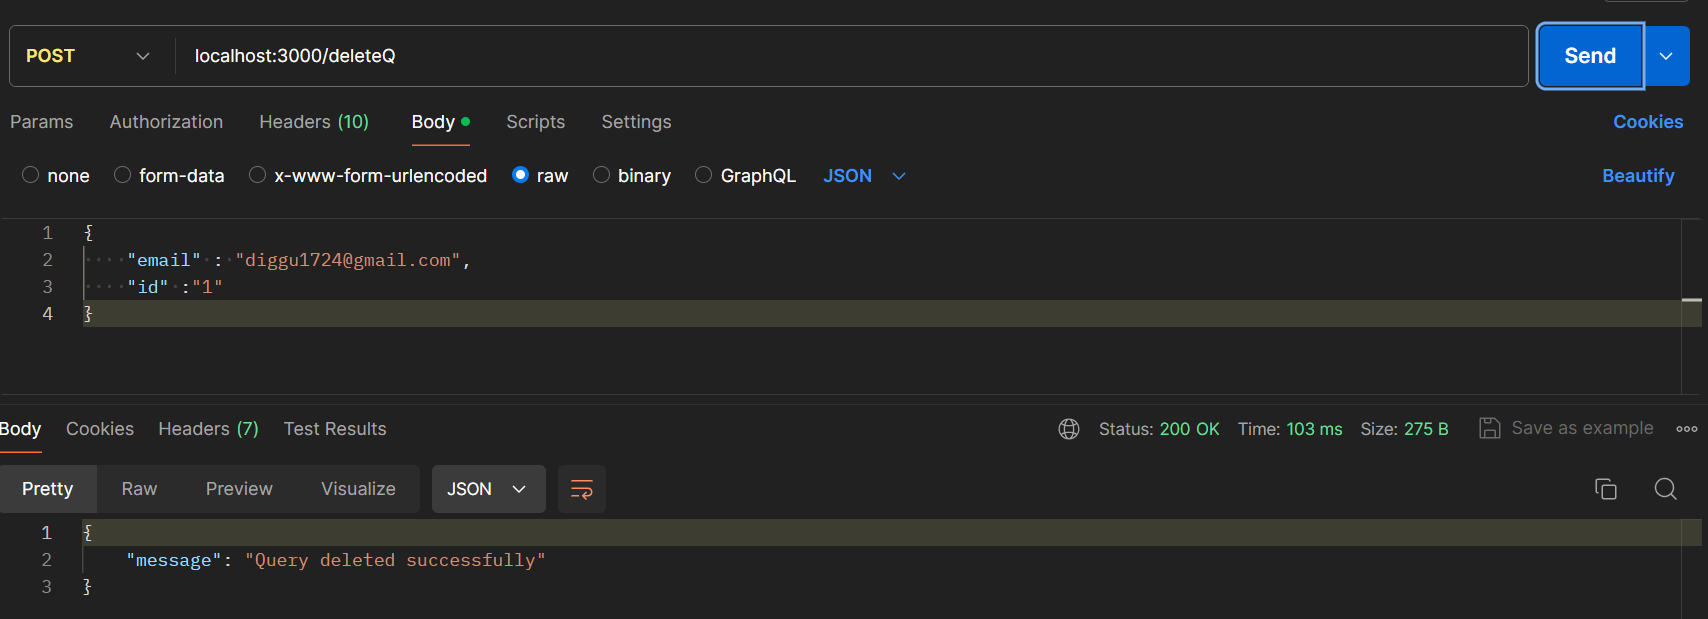 POST localhost:3000/deleteQ Send
Params Authorization Headers (10) Body Scripts Settings Cookies
none form-data x-www-form-urlencoded raw binary GraphQL JSON Beautify
1 {
2 "email" : "diggu1724@gmail.com",
3 "id" :"1"
4 }
Body Cookies Headers (7) Test Results Status: 200 OK Time: 103 ms Size: 275 B Save as example
Pretty Raw Preview Visualize JSON
1 {
2 "message": "Query deleted successfully"
3 }